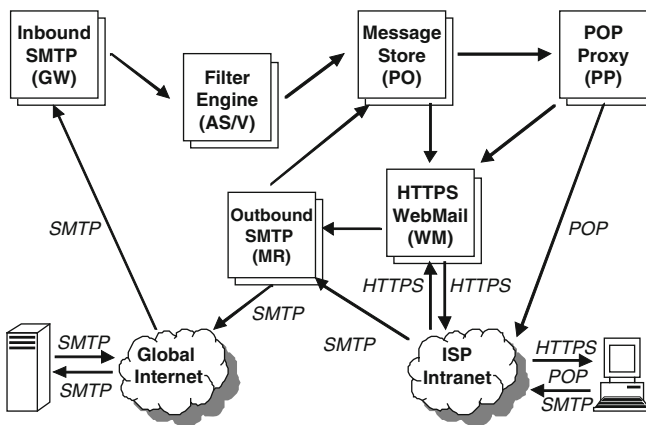 Inbound
SMTP
(GW)
Filter
Engine
(AS/V)
Message
Store
(PO)
POP
Proxy
(PP)
SMTP
Outbound
SMTP
(MR)
HTTPS
WebMail
(WM)
POP
HTTPS
HTTPS
SMTP
SMTP
SMTP
SMTP
Global
Internet
ISP
Intranet
HTTPS
POP
SMTP